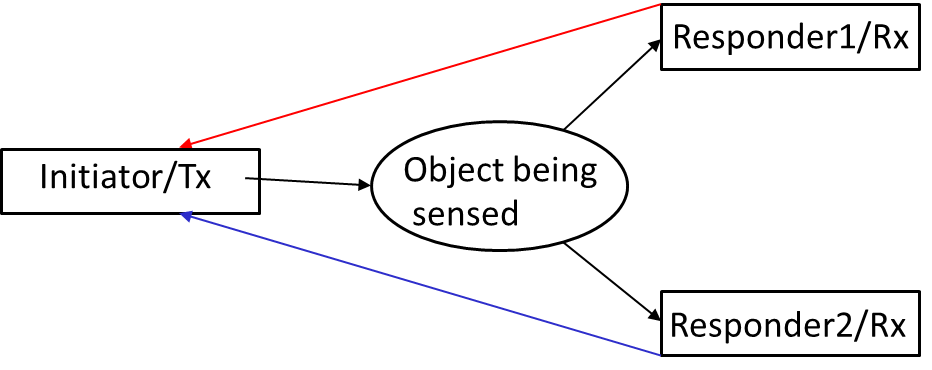 Responder1/Rx
Initiator/Tx
Object being
sensed
Responder2/Rx